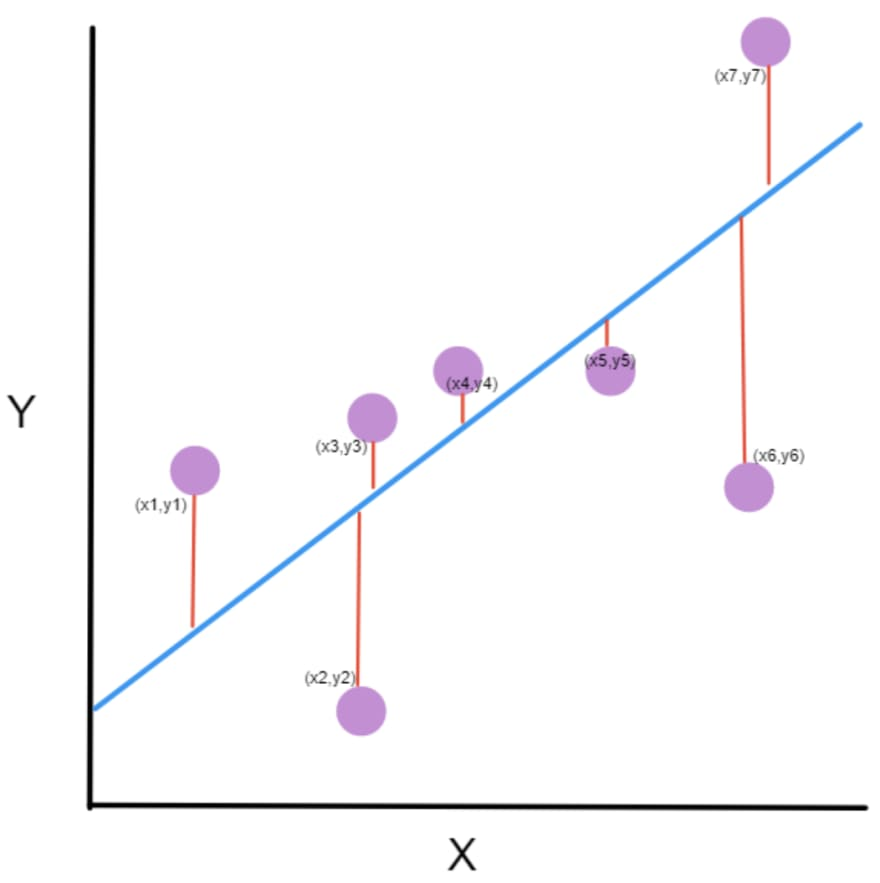 (x7,y7)
(x5,y5)
(x4,y4)
Y
(x3,y3)
(x6,y6)
(x1,y1)
(x2,y2)
X